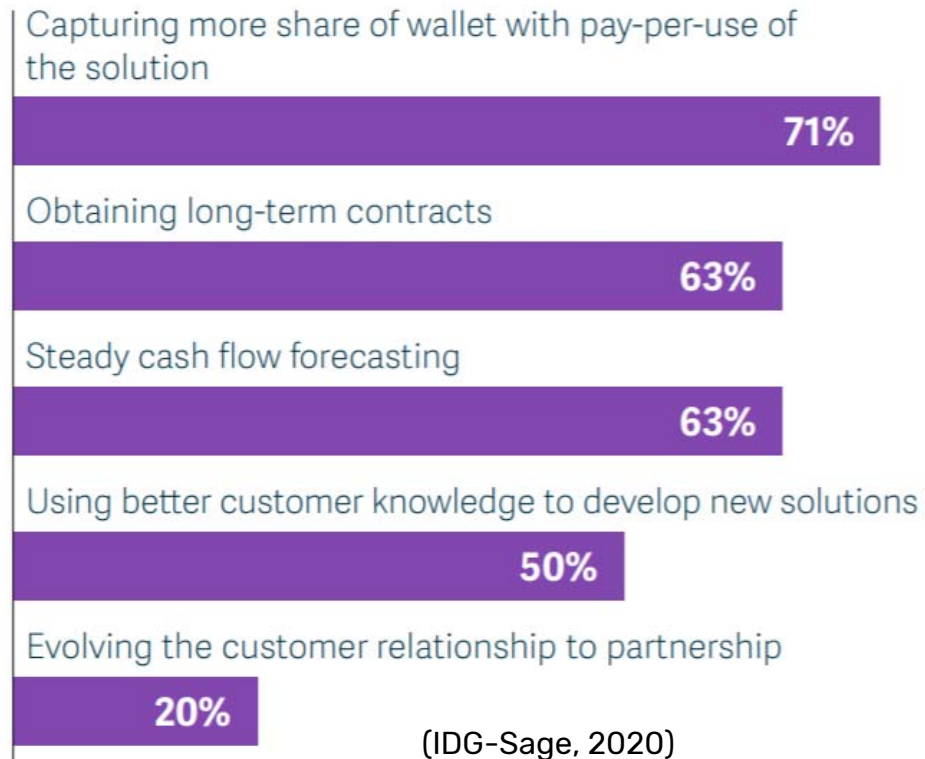 Capturing more share of wallet with pay-per-use of
the solution
71%
Obtaining long-term contracts
63%
Steady cash flow forecasting
63%
Using better customer knowledge to develop new solutions
50%
Evolving the customer relationship to partnership
20%
(IDG-Sage, 2020)